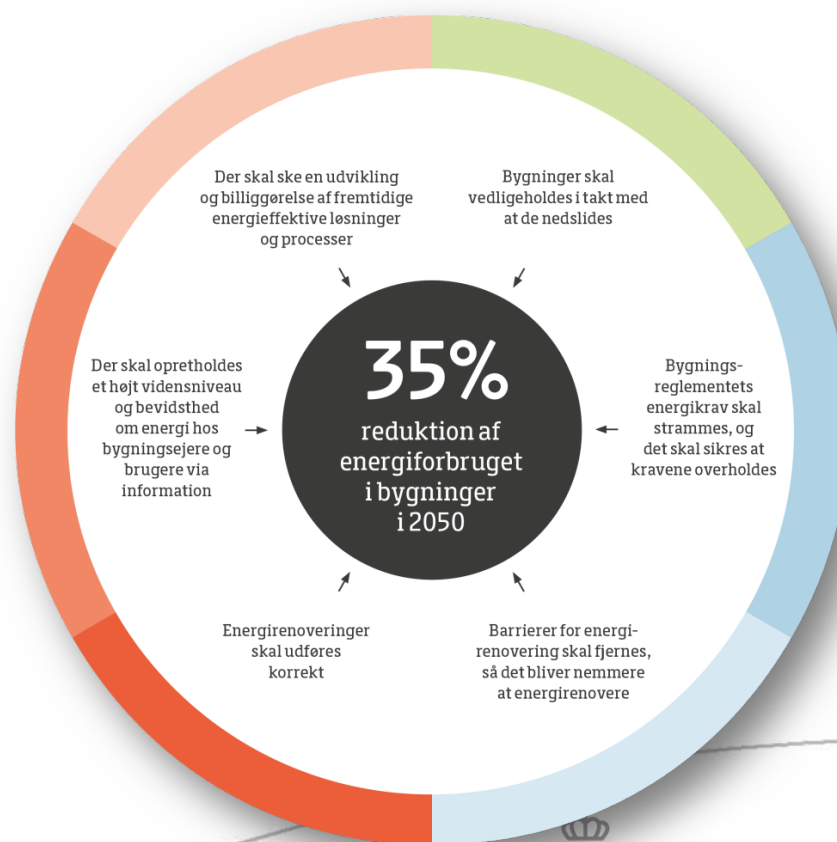 Der skal ske en udvikling
og billiggørelse af fremtidige
energieffektive løsninger
og processer
Bygninger skal
vedligeholdes i takt med
at de nedslides
Der skal opretholdes
et højt vidensniveau
og bevidsthed
om energi hos
bygningsejere og
brugere via
information
35%
reduktion af
energiforbruget
i bygninger
i 2050
Bygnings-
reglementets
energikrav skal
strammes, og
det skal sikres at
kravene overholdes
Energirenoveringer
skal udføres
korrekt
Barrierer for energi-
renovering skal fjernes,
så det bliver nemmere
at energirenovere